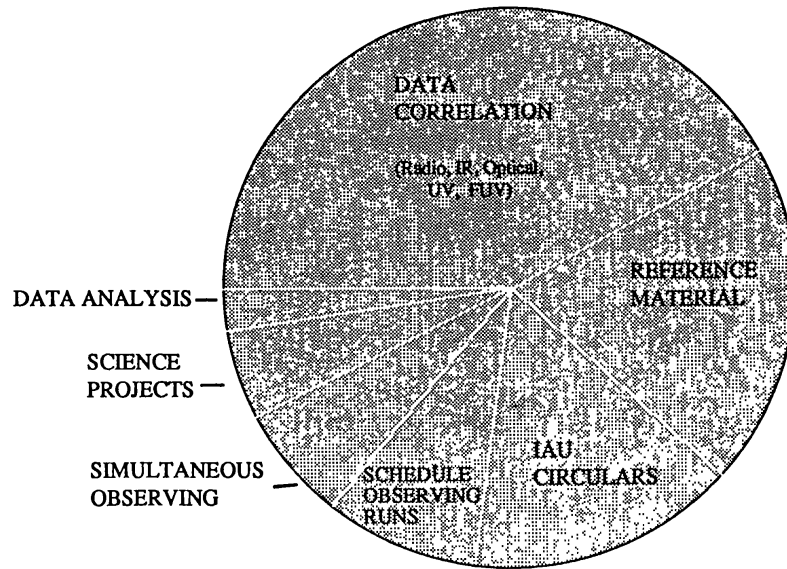 DATA
CORRELATION
(Radio, IR, Optical,
UV, FUV)
REFERENCE
MATERIAL
DATA ANALYSIS
SCIENCE
PROJECTS
SIMULTANEOUS
OBSERVING
SCHEDULE
OBSERVING
RUNS
IAU
CIRCULARS